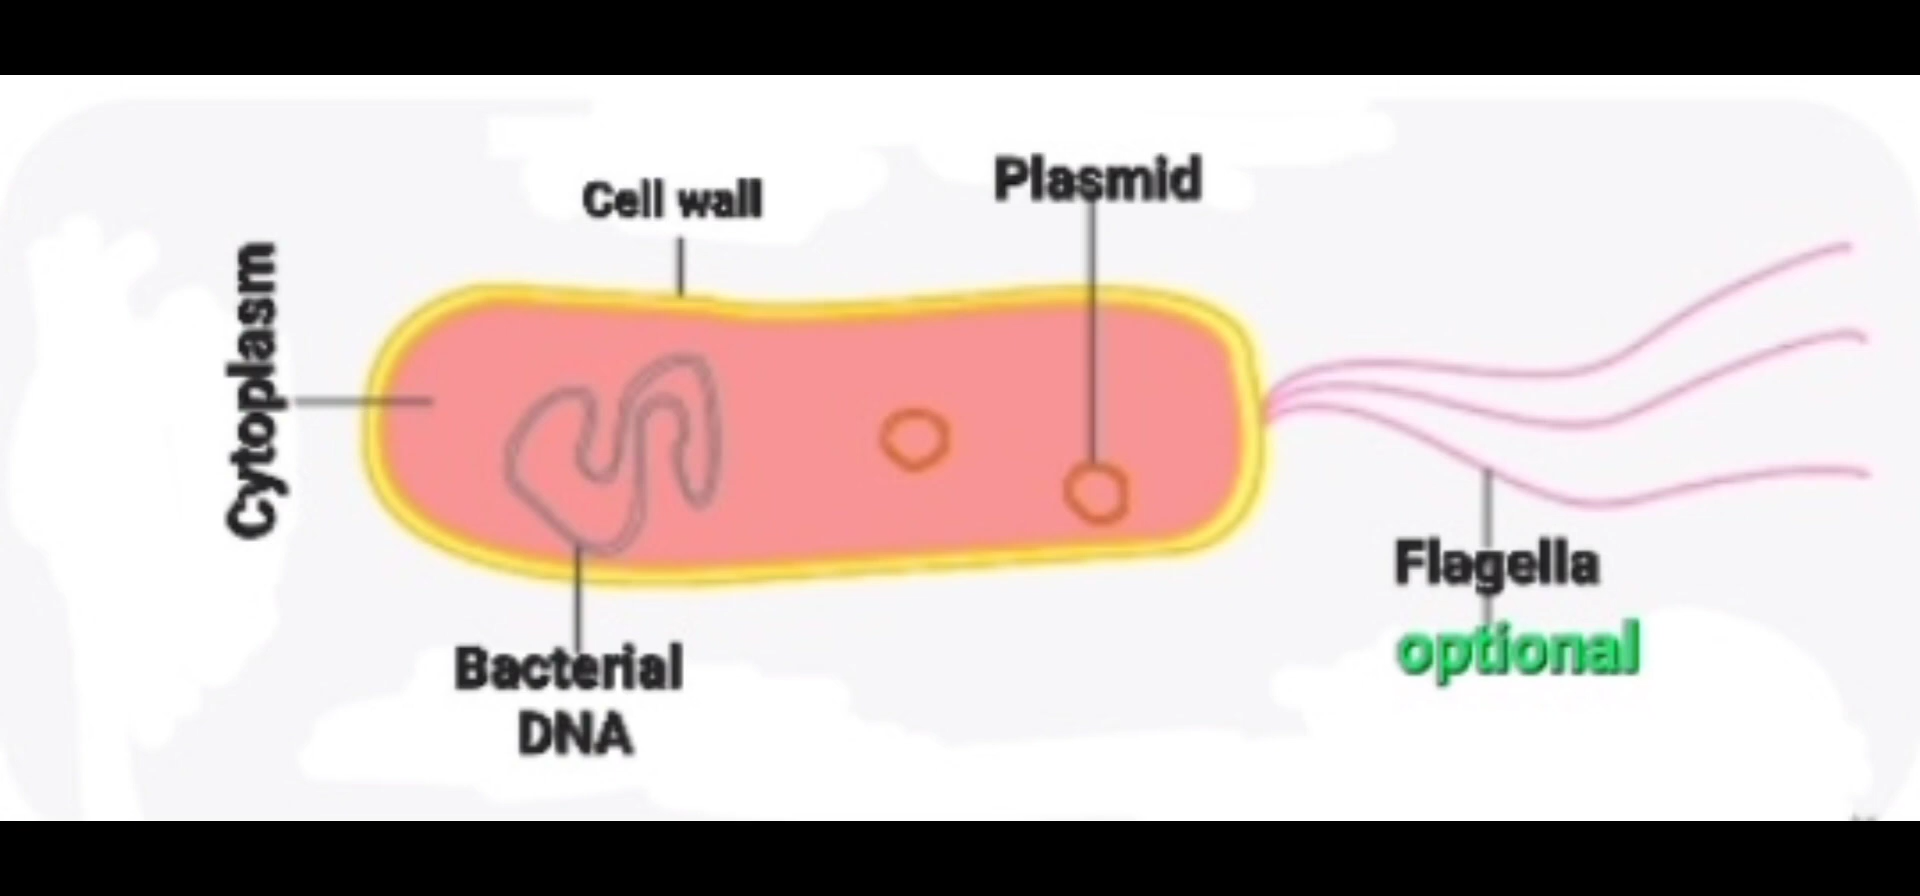 Cell wall
Plasmid
Cytoplasm
Flagella
optional
Bacterial
DNA